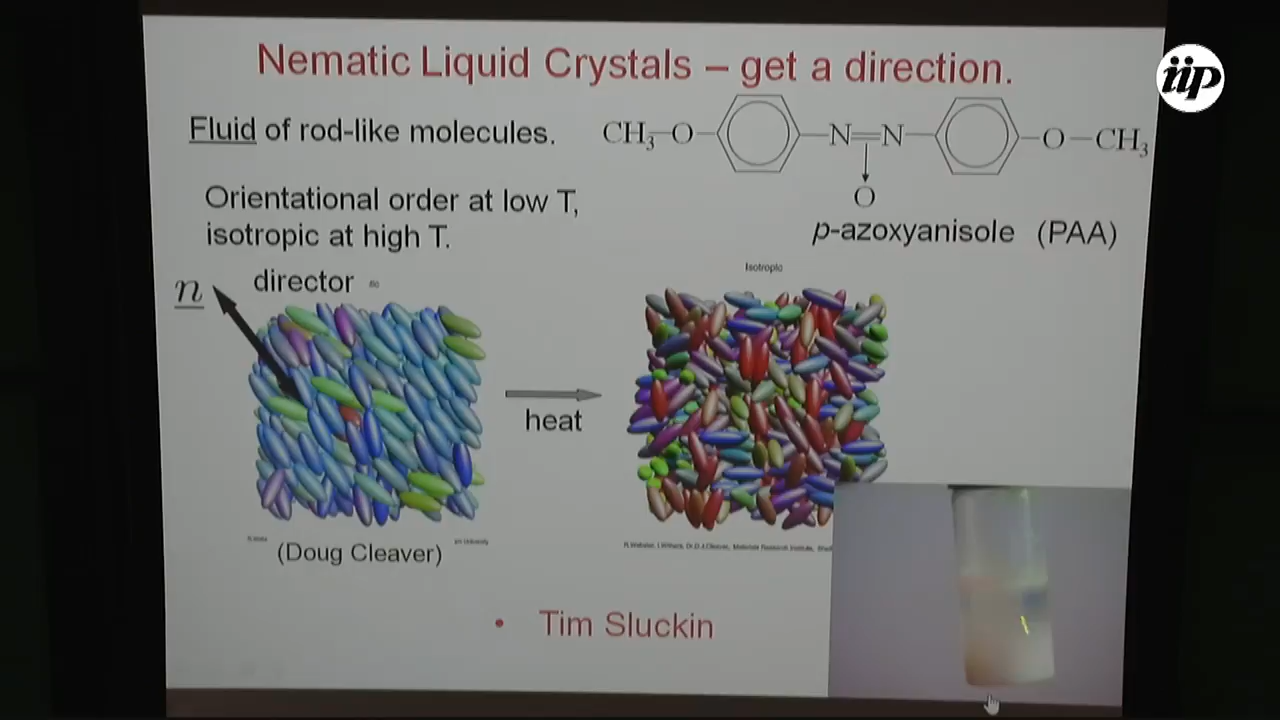 Nematic Liquid Crystals – get a direction.
iip
Fluid of rod-like molecules.
CH3 O N N O CH3
O
Orientational order at low T,
isotropic at high T.
p-azoxyanisole (PAA)
n
director
Isotropic
heat
(Doug Cleaver)
• Tim Sluckin